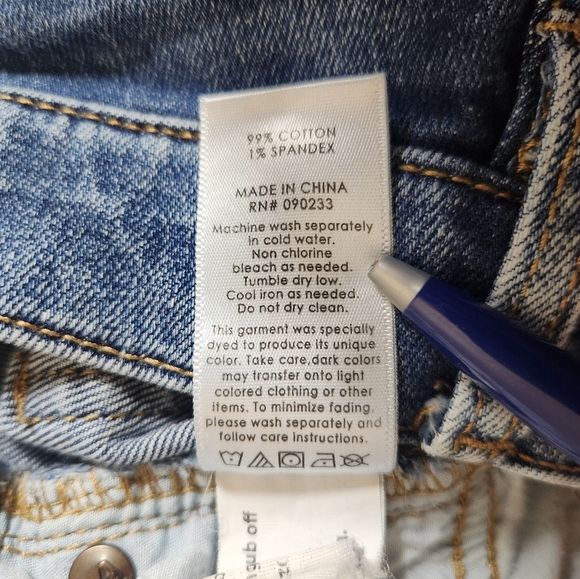 99% COTTON
1% SPANDEX
MADE IN CHINA
RN# 090233
Machine wash separately
in cold water.
Non chlorine
bleach as needed.
Tumble dry low.
Cool iron as needed.
Do not dry clean.
This garment was specially
dyed to produce its unique
color. Take care,dark colors
may transfer onto light
colored clothing or other
items. To minimize fading,
please wash separately and
follow care instructions.
off